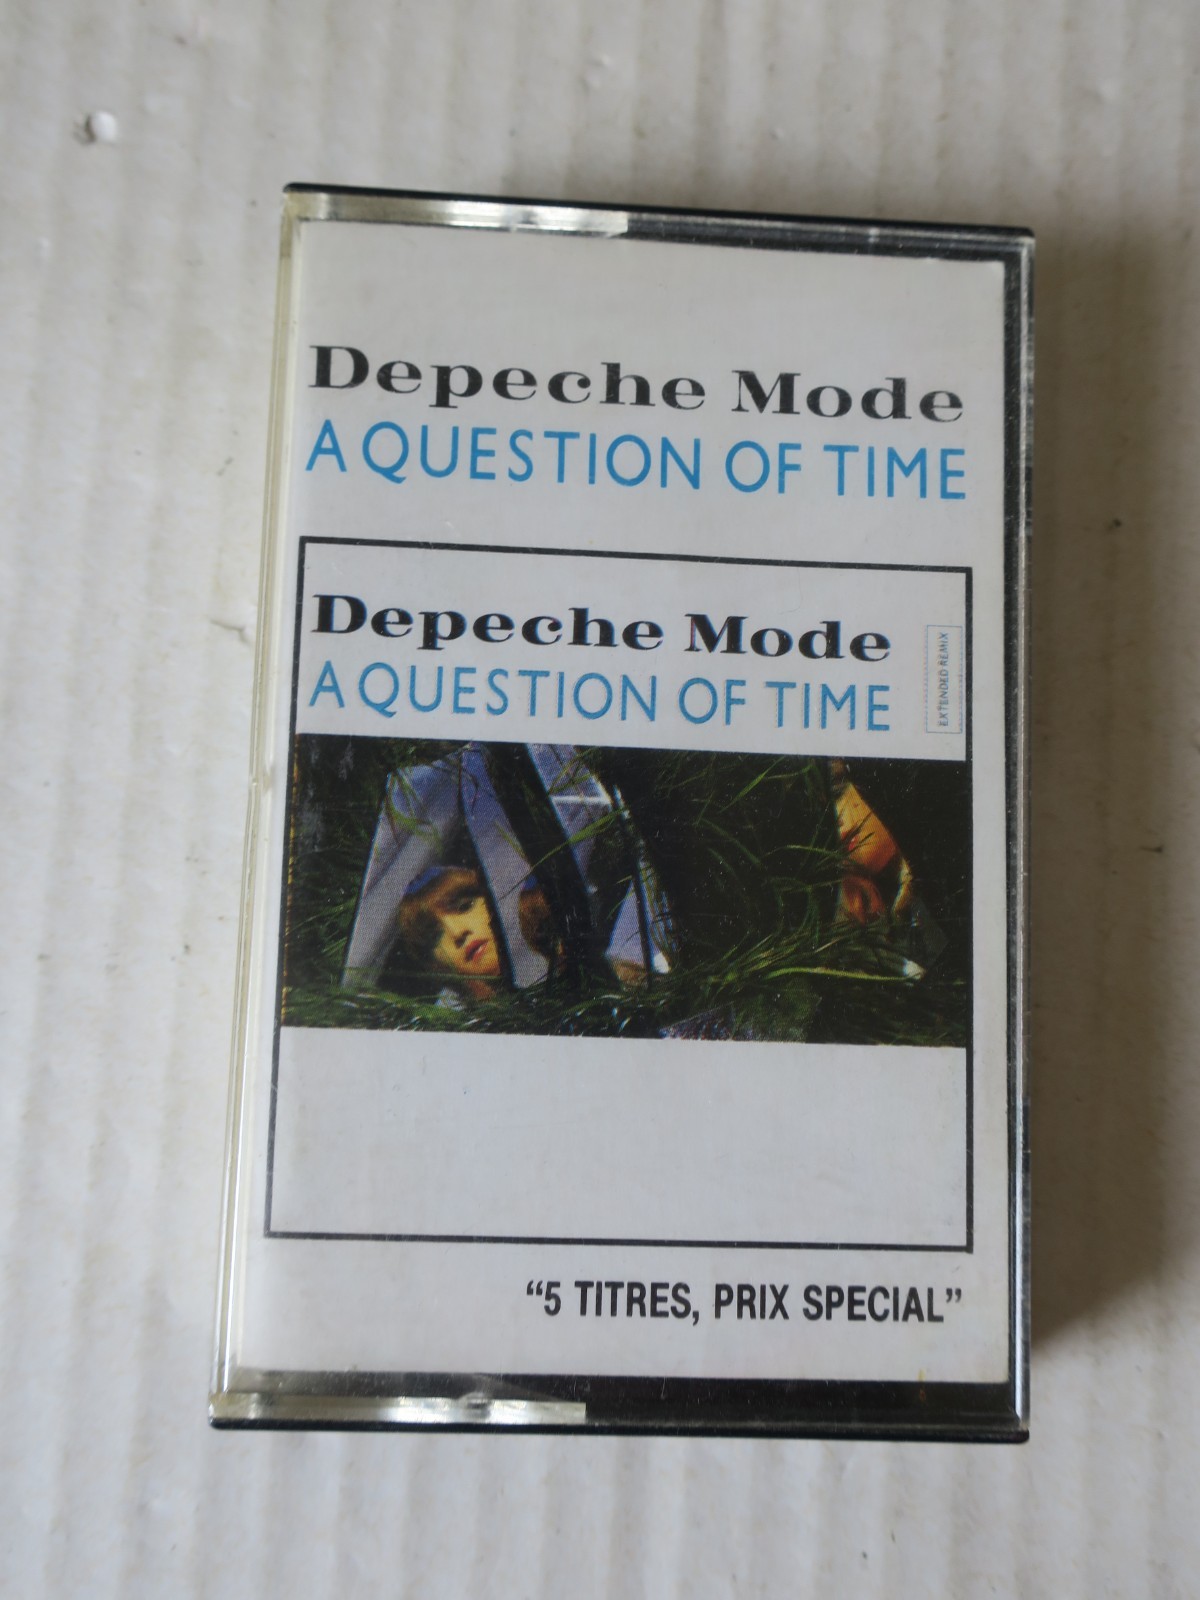 Depeche Mode
A QUESTION OF TIME
Depeche Mode
A QUESTION OF TIME
EXTENDED REMIX
“5 TITRES, PRIX SPECIAL”